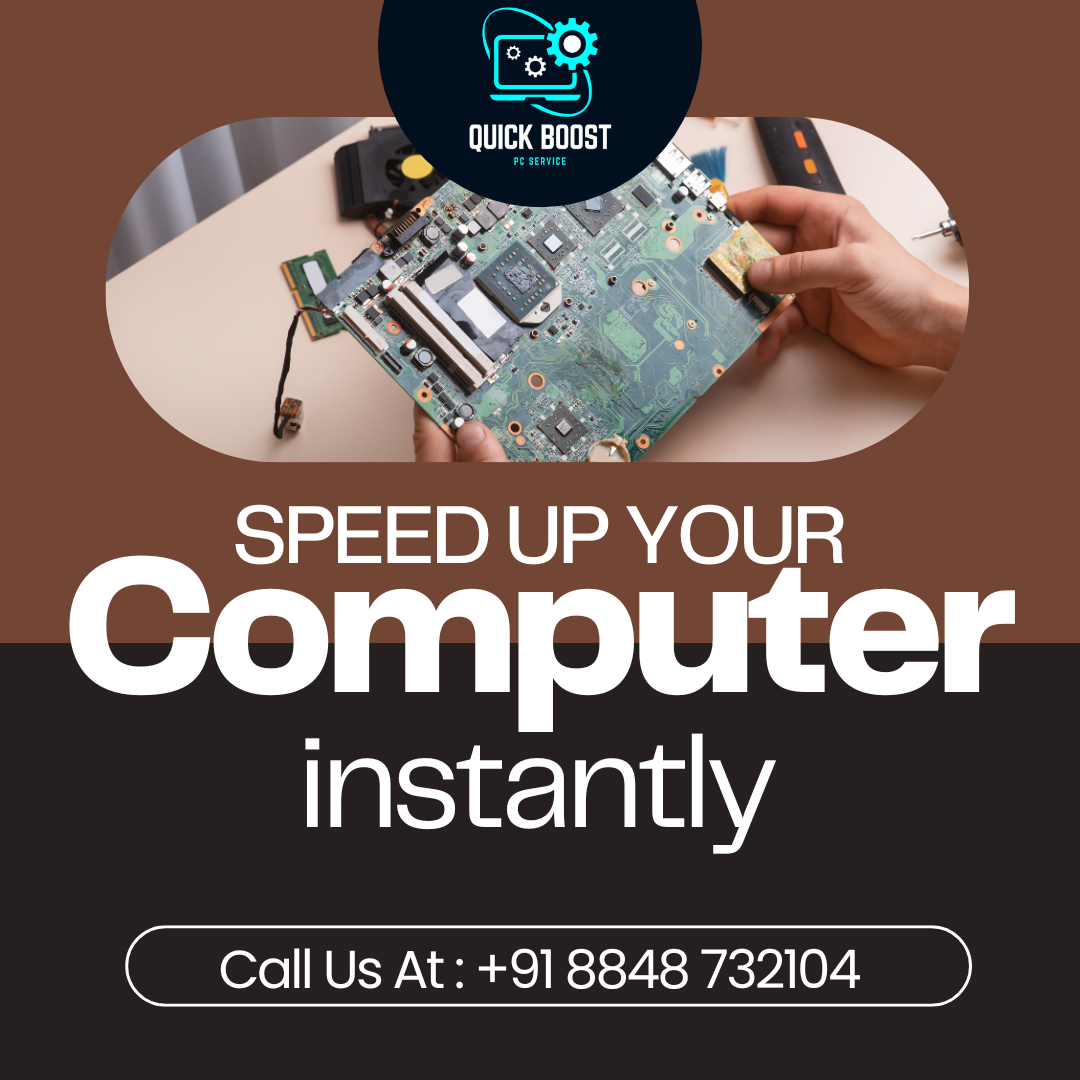 QUICK BOOST
PC SERVICE
SPEED UP YOUR
Computer
instantly
Call Us At : +91 8848 732104